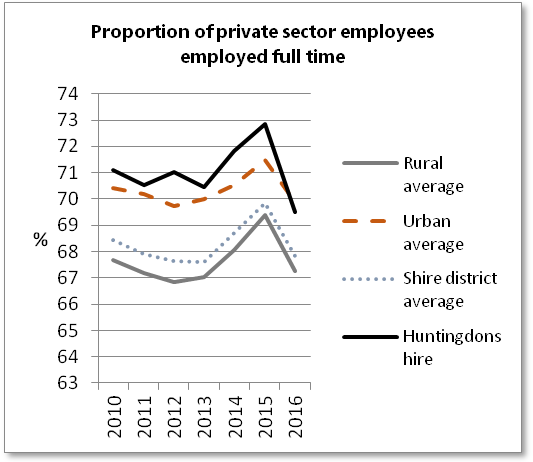 Proportion of private sector employees
employed full time
74
73
72
71
70
69
68
67
66
65
64
63
%
2010
2011
2012
2013
2014
2015
2016
Rural
average
Urban
average
Shire district
average
Huntingdons
hire